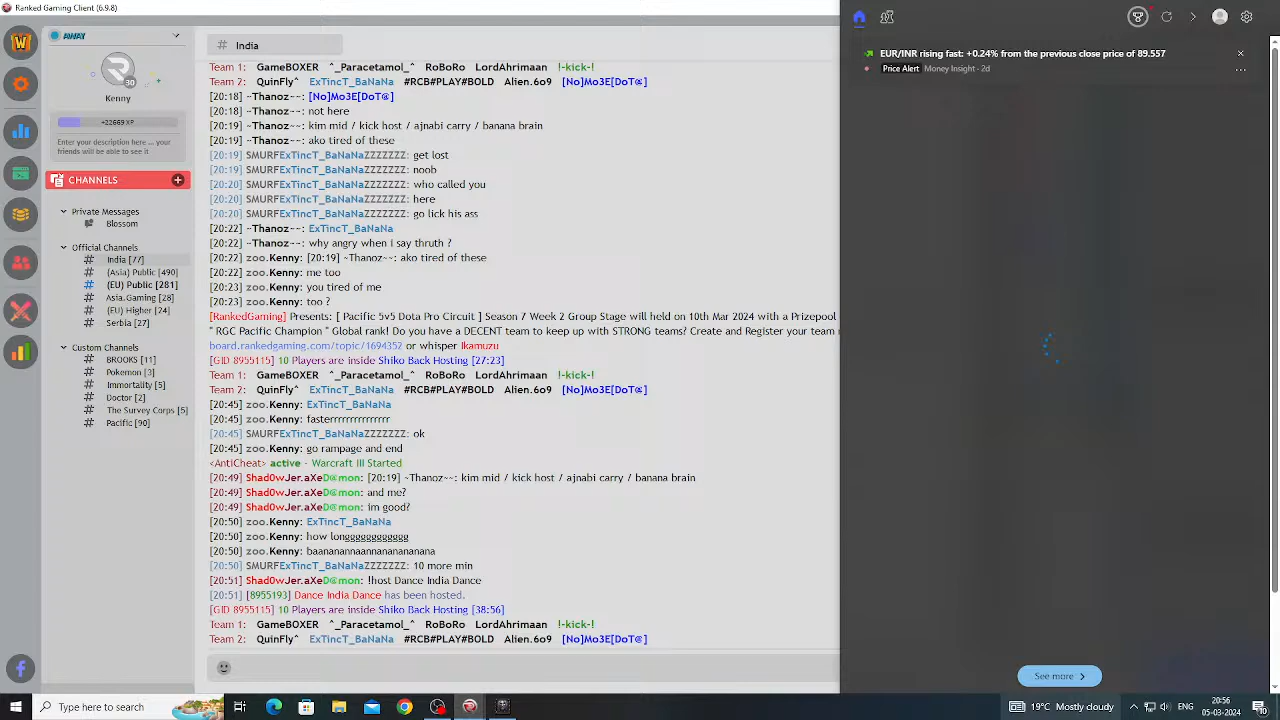 Ranked Gaming Client (6.9.8)
AWAY
30
Kenny
+22669 XP
Enter your description here ... your
friends will be able to see it
CHANNELS
Private Messages
Blossom
Official Channels
# India [77]
# (Asia) Public [490]
# (EU) Public [281]
# Asia.Gaming [28]
# (EU) Higher [24]
# Serbia [27]
Custom Channels
# BROOKS [11]
# Pokemon [3]
# Immortality [5]
# Doctor [2]
# The Survey Corps [5]
# Pacific [90]
# India
Team 1: GameBOXER ^_Paracetamol_^ RoBoRo LordAhrimaan !-kick-!
Team 2: QuinFly^ ExTincT_BaNaNa #RCB#PLAY#BOLD Alien.6o9 [No]Mo3E[DoT@]
[20:18] ~Thanoz~~: [No]Mo3E[DoT@]
[20:18] ~Thanoz~~: not here
[20:19] ~Thanoz~~: kim mid / kick host / ajnabi carry / banana brain
[20:19] ~Thanoz~~: ako tired of these
[20:19] SMURFExTincT_BaNaNaZZZZZZZ: get lost
[20:19] SMURFExTincT_BaNaNaZZZZZZZ: noob
[20:20] SMURFExTincT_BaNaNaZZZZZZZ: who called you
[20:20] SMURFExTincT_BaNaNaZZZZZZZ: here
[20:20] SMURFExTincT_BaNaNaZZZZZZZ: go lick his ass
[20:22] ~Thanoz~~: ExTincT_BaNaNa
[20:22] ~Thanoz~~: why angry when i say thruth ?
[20:22] zoo.Kenny: [20:19] ~Thanoz~~: ako tired of these
[20:22] zoo.Kenny: me too
[20:23] zoo.Kenny: you tired of me
[20:23] zoo.Kenny: too ?
[RankedGaming] Presents: [ Pacific 5v5 Dota Pro Circuit ] Season 7 Week 2 Group Stage will held on 10th Mar 2024 with a Prizepool
" RGC Pacific Champion " Global rank! Do you have a DECENT team to keep up with STRONG teams? Create and Register your team
board.rankedgaming.com/topic/1694352 or whisper Ikamuzu
[GID 8955115] 10 Players are inside Shiko Back Hosting [27:23]
Team 1: GameBOXER ^_Paracetamol_^ RoBoRo LordAhrimaan !-kick-!
Team 2: QuinFly^ ExTincT_BaNaNa #RCB#PLAY#BOLD Alien.6o9 [No]Mo3E[DoT@]
[20:45] zoo.Kenny: ExTincT_BaNaNa
[20:45] zoo.Kenny: fasterrrrrrrrrrrrrr
[20:45] SMURFExTincT_BaNaNaZZZZZZZ: ok
[20:45] zoo.Kenny: go rampage and end
<AntiCheat> active - Warcraft III Started
[20:49] Shad0wJer.aXeD@mon: [20:19] ~Thanoz~~: kim mid / kick host / ajnabi carry / banana brain
[20:49] Shad0wJer.aXeD@mon: and me?
[20:49] Shad0wJer.aXeD@mon: im good?
[20:50] zoo.Kenny: ExTincT_BaNaNa
[20:50] zoo.Kenny: how longgggggggggggg
[20:50] zoo.Kenny: baananannaannanananana
[20:50] SMURFExTincT_BaNaNaZZZZZZZ: 10 more min
[20:51] Shad0wJer.aXeD@mon: !host Dance India Dance
[20:51] [8955193] Dance India Dance has been hosted.
[GID 8955115] 10 Players are inside Shiko Back Hosting [38:56]
Team 1: GameBOXER ^_Paracetamol_^ RoBoRo LordAhrimaan !-kick-!
Team 2: QuinFly^ ExTincT_BaNaNa #RCB#PLAY#BOLD Alien.6o9 [No]Mo3E[DoT@]
EUR/INR rising fast: +0.24% from the previous close price of 89.557
Price Alert Money Insight · 2d
See more
Type here to search
19°C Mostly cloudy
ENG
20:56
05-03-2024